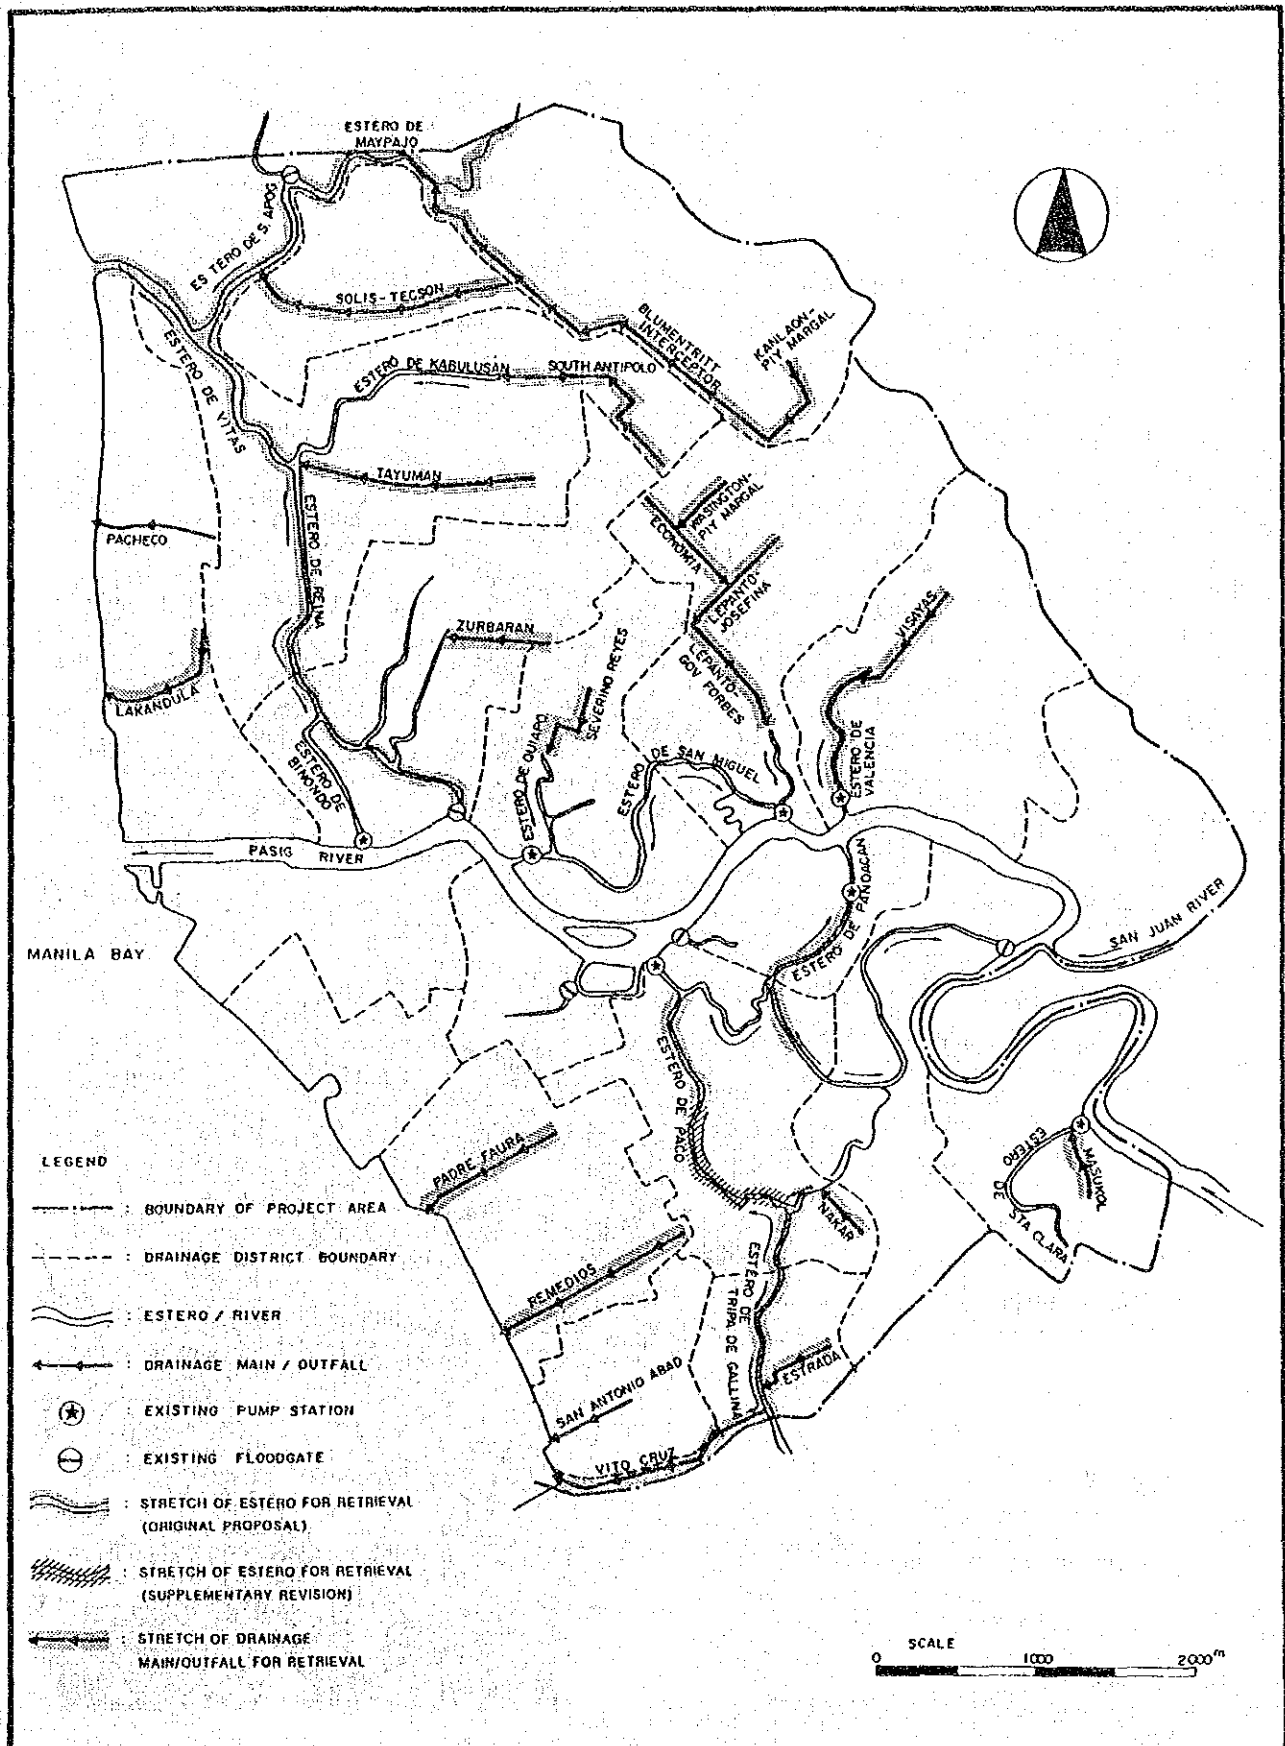 ESTERO DE
MAYPAJO
ESTERO DE S. APOG
SOLIS-TECSON
BLUMENTRITT
INTERCEPTOR
KANLAON-
PIY MARGAL
ESTERO DE VITAS
ESTERO DE KABULUSAN
SOUTH ANTIPOLO
TAYUMAN
WASTINGTON-
PIY MARGAL
ECONOMIA
PACHECO
ESTERO DE REINA
LEPANTO-
JOSEFINA
VISAYAS
ZURBARAN
SEVERINO REYES
LEPANTO-
GOV FORBES
LAKANDULA
ESTERO DE
BINONDO
ESTERO DE QUIAPO
ESTERO DE SAN MIGUEL
ESTERO DE
VALENCIA
PASIG RIVER
ESTERO DE PANDACAN
SAN JUAN RIVER
MANILA BAY
ESTERO DE PACO
PADRE FAURA
ESTERO DE STA CLARA
MASUKOL
NAKAR
REMEDIOS
ESTERO DE
TRIPA DE GALLINA
ESTRADA
SAN ANTONIO ABAD
VITO CRUZ
LEGEND
: BOUNDARY OF PROJECT AREA
: DRAINAGE DISTRICT BOUNDARY
: ESTERO / RIVER
: DRAINAGE MAIN / OUTFALL
: EXISTING PUMP STATION
: EXISTING FLOODGATE
: STRETCH OF ESTERO FOR RETRIEVAL
(ORIGINAL PROPOSAL)
: STRETCH OF ESTERO FOR RETRIEVAL
(SUPPLEMENTARY REVISION)
: STRETCH OF DRAINAGE
MAIN/OUTFALL FOR RETRIEVAL
SCALE
0 1000 2000m